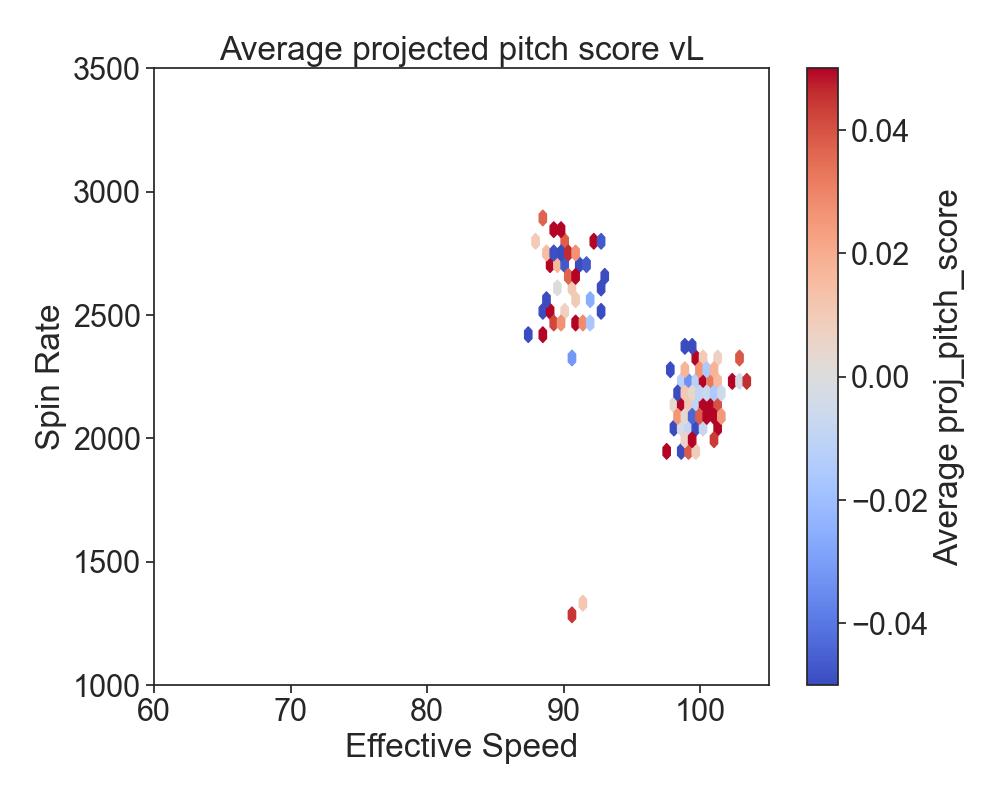 Average projected pitch score vL
3500
3000
2500
2000
1500
1000
Spin Rate
60 70 80 90 100
Effective Speed
0.04
0.02
0.00
−0.02
−0.04
Average proj_pitch_score